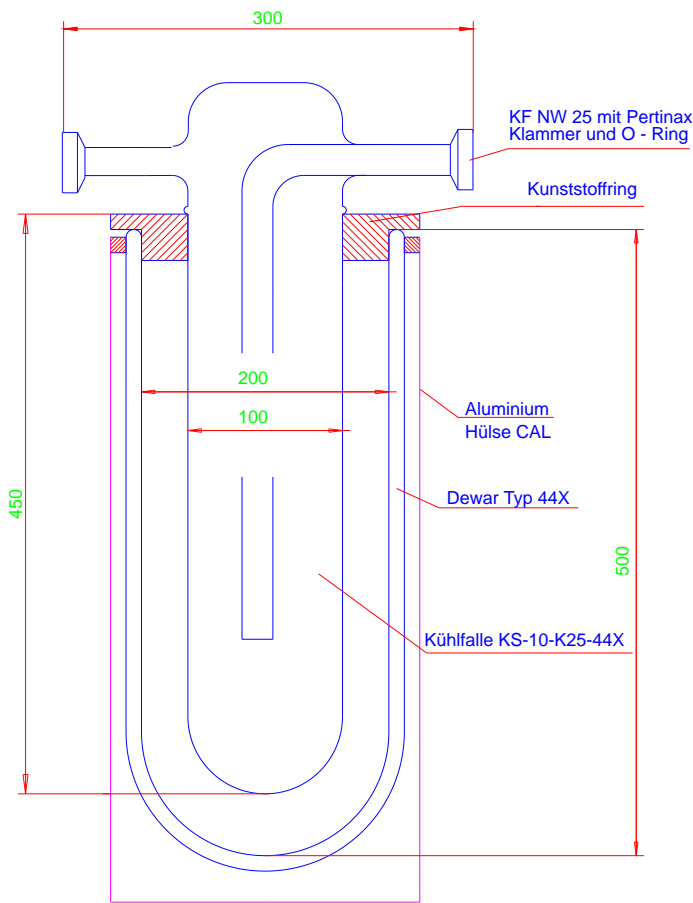 300
KF NW 25 mit Pertinax
Klammer und O - Ring
Kunststoffring
200
100
Aluminium
Hülse CAL
450
Dewar Typ 44X
500
Kühlfalle KS-10-K25-44X